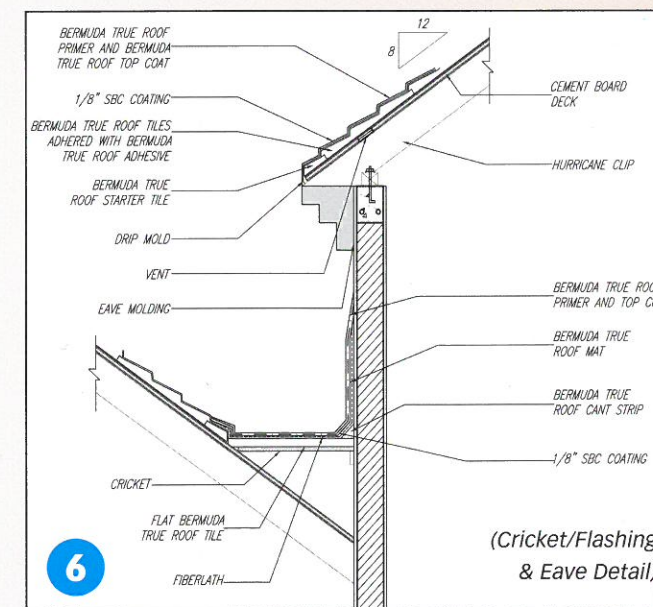 BERMUDA TRUE ROOF
PRIMER AND BERMUDA
TRUE ROOF TOP COAT
1/8" SBC COATING
BERMUDA TRUE ROOF TILES
ADHERED WITH BERMUDA
TRUE ROOF ADHESIVE
BERMUDA TRUE
ROOF STARTER TILE
DRIP MOLD
VENT
EAVE MOLDING
12
8
CEMENT BOARD
DECK
HURRICANE CLIP
BERMUDA TRUE ROO
PRIMER AND TOP CO
BERMUDA TRUE
ROOF MAT
BERMUDA TRUE
ROOF CANT STRIP
1/8" SBC COATING
CRICKET
FLAT BERMUDA
TRUE ROOF TILE
FIBERLATH
6
(Cricket/Flashing
& Eave Detail)